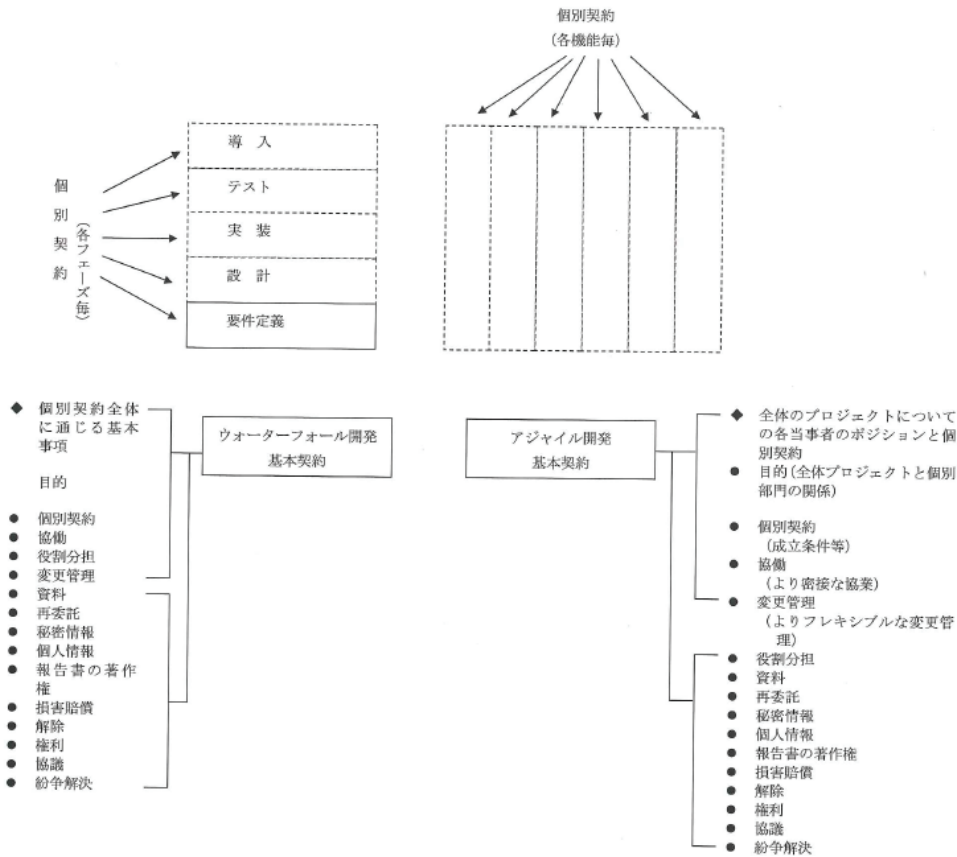 個別契約
(各機能毎)
個別契約
(各フェーズ毎)
導 入
テスト
実 装
設 計
要件定義
◆ 個別契約全体
に通じる基本
事項
目的
● 個別契約
● 協働
● 役割分担
● 変更管理
● 資料
● 再委託
● 秘密情報
● 個人情報
● 報告書の著作
権
● 損害賠償
● 解除
● 権利
● 協議
● 紛争解決
ウォーターフォール開発
基本契約
アジャイル開発
基本契約
◆ 全体のプロジェクトについて
の各当事者のポジションと個
別契約
● 目的(全体プロジェクトと個別
部門の関係)
● 個別契約
(成立条件等)
● 協働
(より密接な協業)
● 変更管理
(よりフレキシブルな変更管
理)
● 役割分担
● 資料
● 再委託
● 秘密情報
● 個人情報
● 報告書の著作権
● 損害賠償
● 解除
● 権利
● 協議
● 紛争解決